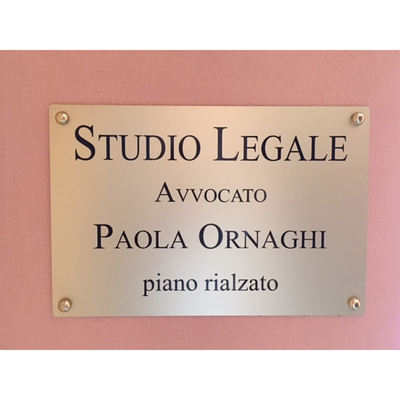 STUDIO LEGALE
AVVOCATO
PAOLA ORNAGHI
piano rialzato